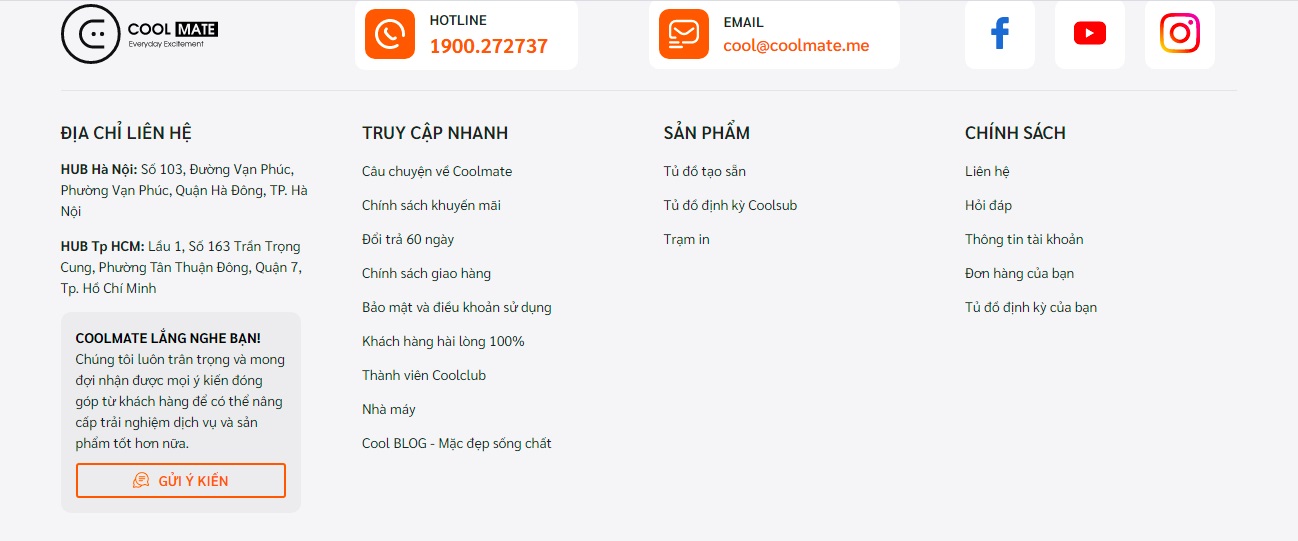 COOL MATE
Everyday Excitement
HOTLINE
1900.272737
EMAIL
cool@coolmate.me
ĐỊA CHỈ LIÊN HỆ
HUB Hà Nội: Số 103, Đường Vạn Phúc,
Phường Vạn Phúc, Quận Hà Đông, TP. Hà
Nội
HUB Tp HCM: Lầu 1, Số 163 Trần Trọng
Cung, Phường Tân Thuận Đông, Quận 7,
Tp. Hồ Chí Minh
COOLMATE LẮNG NGHE BẠN!
Chúng tôi luôn trân trọng và mong
đợi nhận được mọi ý kiến đóng
góp từ khách hàng để có thể nâng
cấp trải nghiệm dịch vụ và sản
phẩm tốt hơn nữa.
GỬI Ý KIẾN
TRUY CẬP NHANH
Câu chuyện về Coolmate
Chính sách khuyến mãi
Đổi trả 60 ngày
Chính sách giao hàng
Bảo mật và điều khoản sử dụng
Khách hàng hài lòng 100%
Thành viên Coolclub
Nhà máy
Cool BLOG - Mặc đẹp sống chất
SẢN PHẨM
Tủ đồ tạo sẵn
Tủ đồ định kỳ Coolsub
Trạm in
CHÍNH SÁCH
Liên hệ
Hỏi đáp
Thông tin tài khoản
Đơn hàng của bạn
Tủ đồ định kỳ của bạn